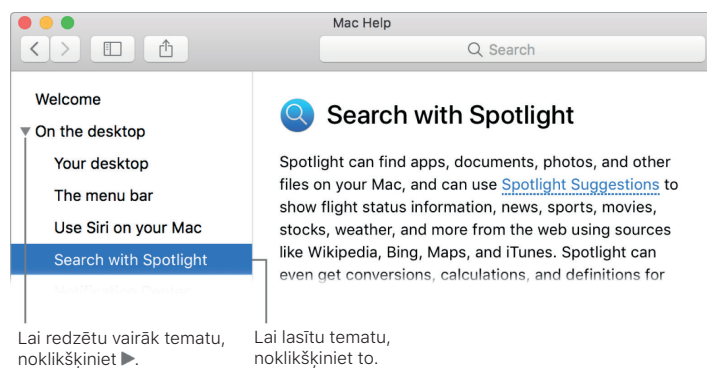 Mac Help
Search
Welcome
On the desktop
Your desktop
The menu bar
Use Siri on your Mac
Search with Spotlight
Notification Center
Search with Spotlight
Spotlight can find apps, documents, photos, and other
files on your Mac, and can use Spotlight Suggestions to
show flight status information, news, sports, movies,
stocks, weather, and more from the web using sources
like Wikipedia, Bing, Maps, and iTunes. Spotlight can
even get conversions, calculations, and definitions for
Lai redzētu vairāk tematu,
noklikšķiniet ▶.
Lai lasītu tematu,
noklikšķiniet to.